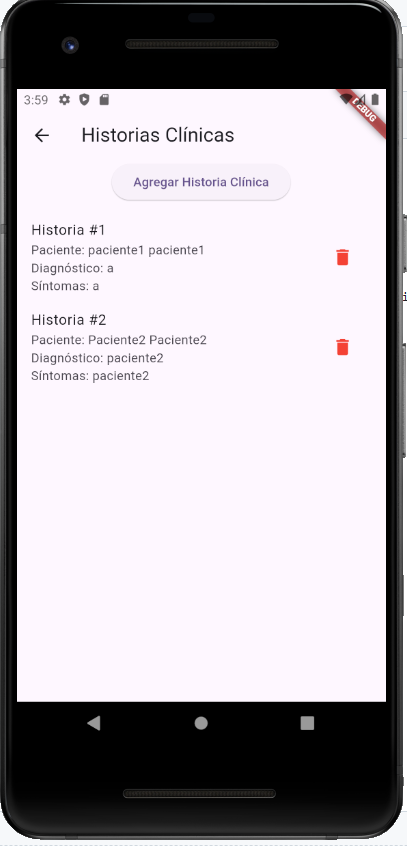 3:59
DEBUG
Historias Clínicas
Agregar Historia Clínica
Historia #1
Paciente: paciente1 paciente1
Diagnóstico: a
Síntomas: a
Historia #2
Paciente: Paciente2 Paciente2
Diagnóstico: paciente2
Síntomas: paciente2